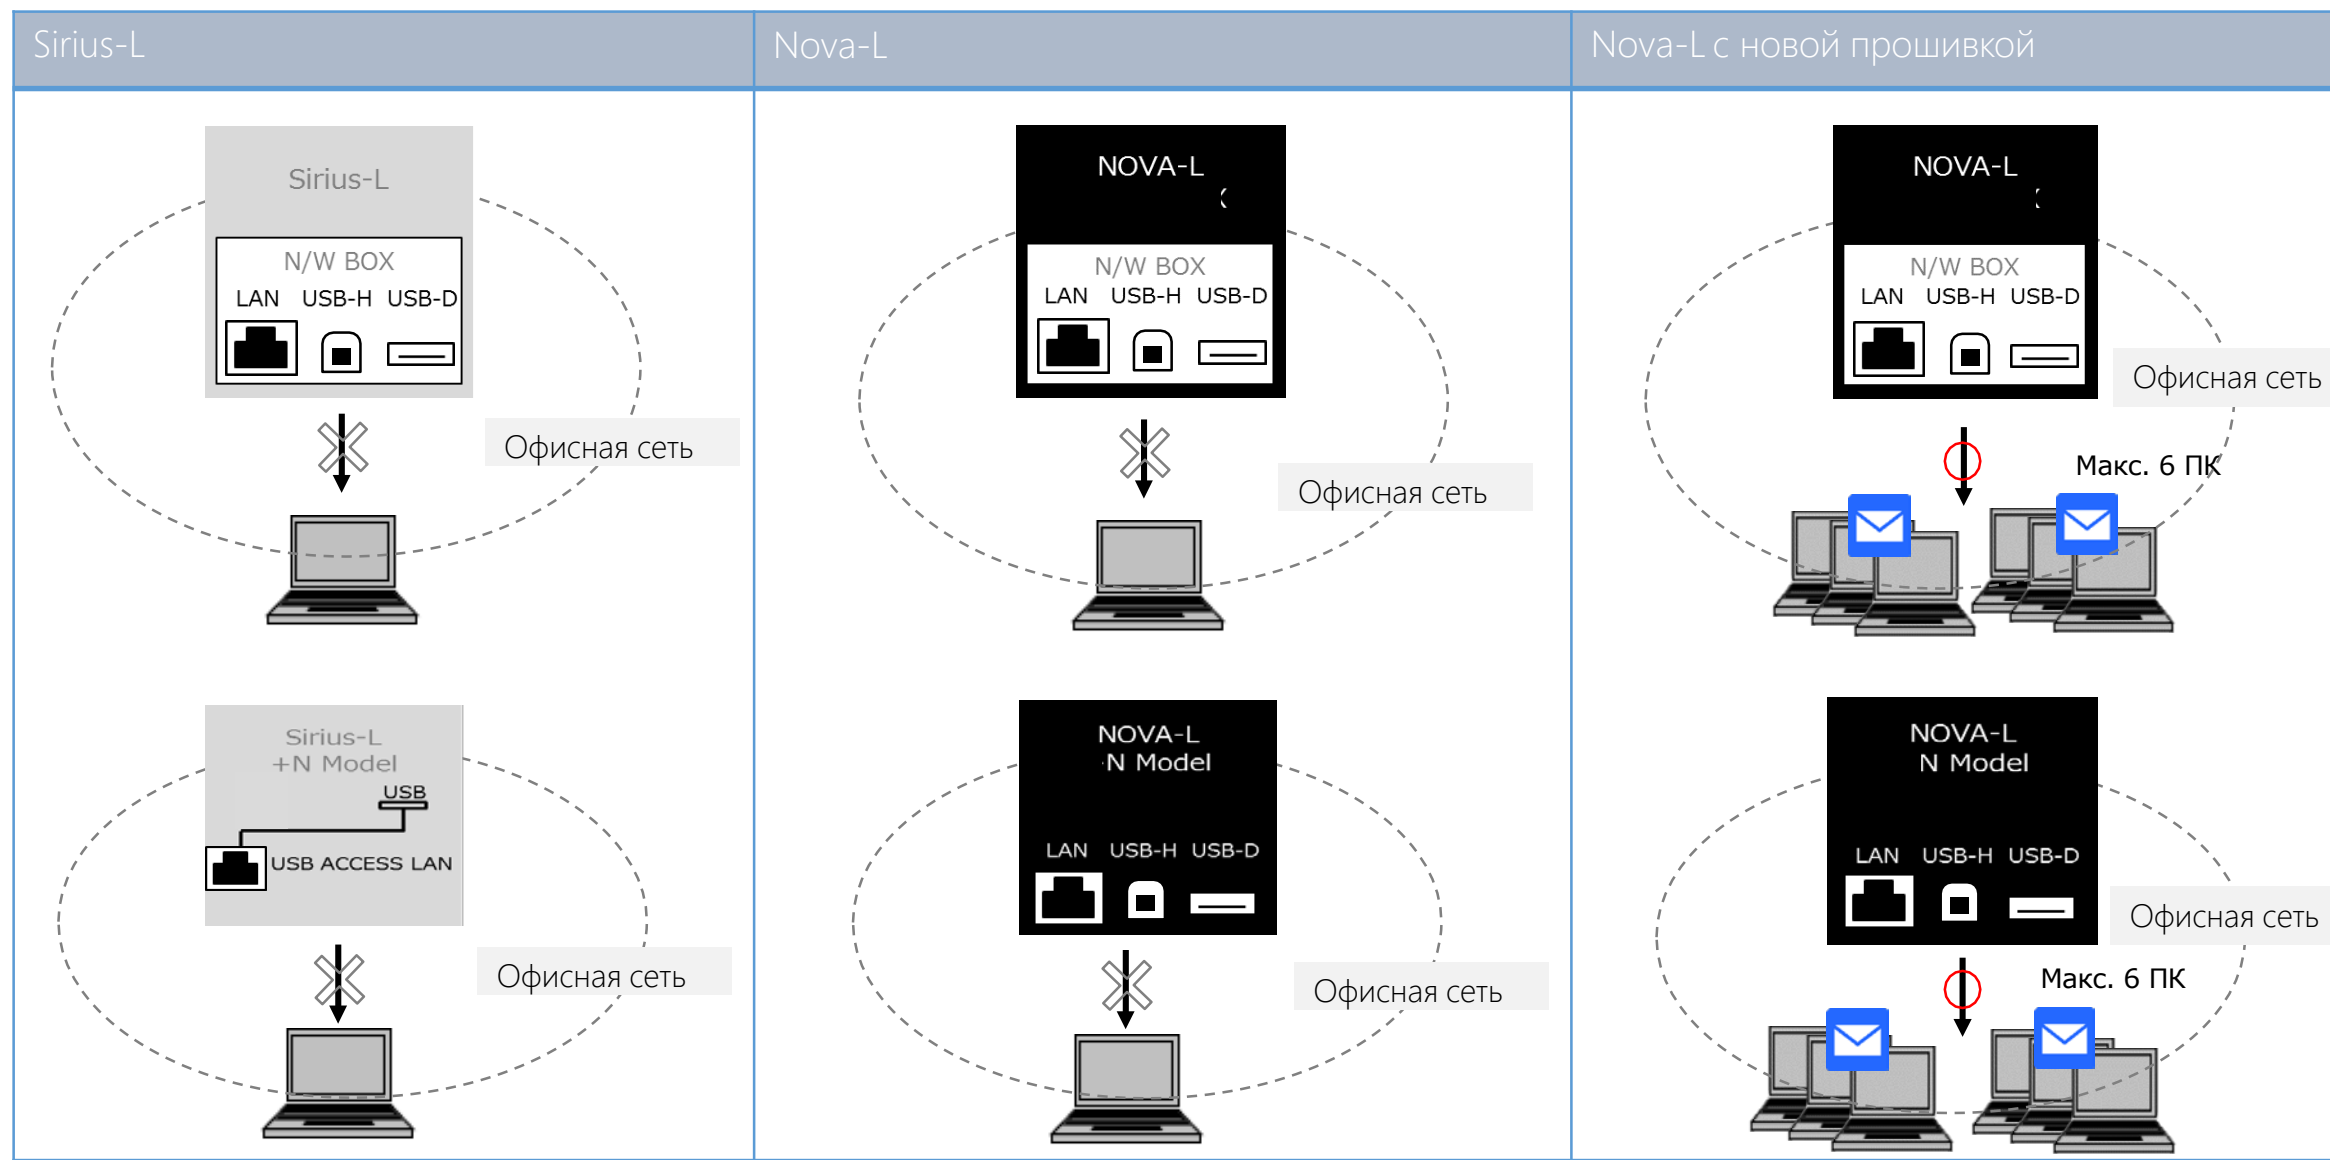 Sirius-L
Nova-L
Nova-L с новой прошивкой
Sirius-L
N/W BOX
LAN USB-H USB-D
Офисная сеть
NOVA-L
N/W BOX
LAN USB-H USB-D
Офисная сеть
NOVA-L
N/W BOX
LAN USB-H USB-D
Офисная сеть
Макс. 6 ПК
Sirius-L
+N Model
USB
USB ACCESS LAN
Офисная сеть
NOVA-L
N Model
LAN USB-H USB-D
Офисная сеть
NOVA-L
N Model
LAN USB-H USB-D
Офисная сеть
Макс. 6 ПК